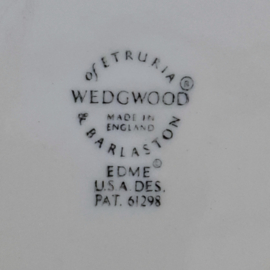 of ETRURIA
WEDGWOOD ®
MADE IN
ENGLAND
& BARLASTON
EDME ©
U.S.A. DES.
PAT. 61298